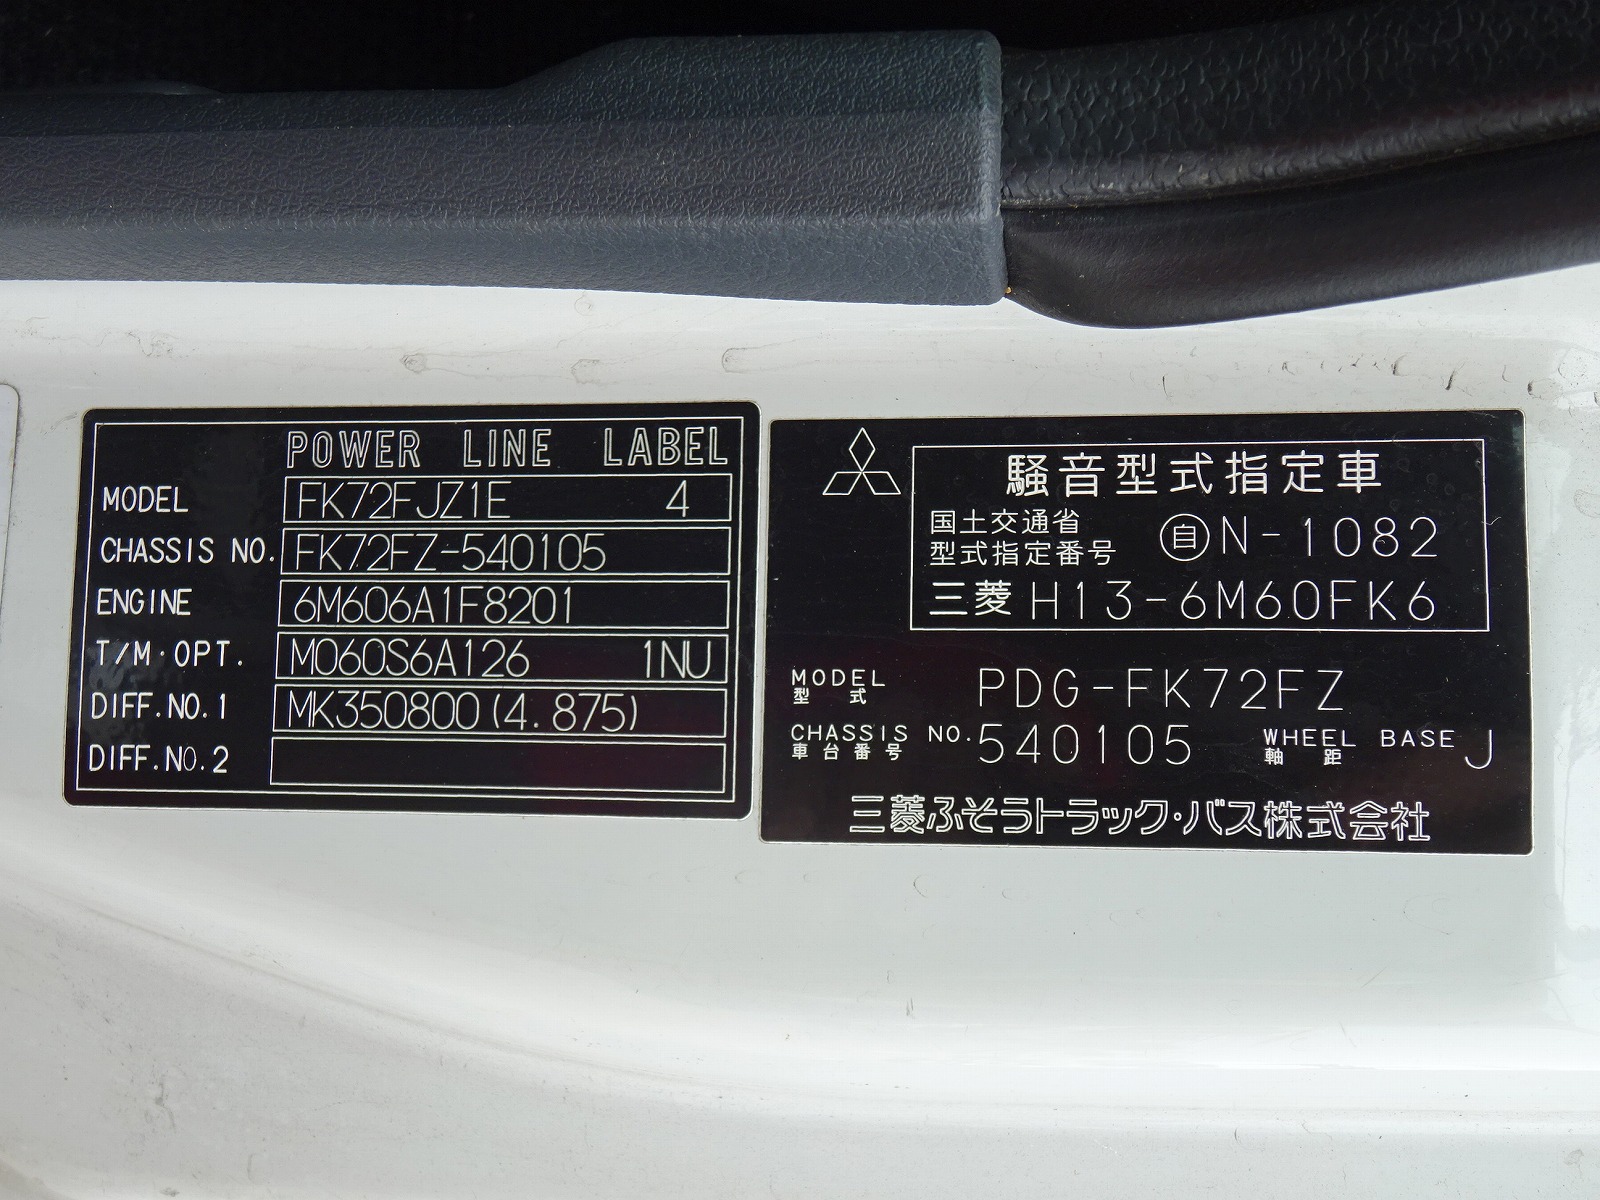 POWER LINE LABEL
MODEL FK72FJZ1E 4
CHASSIS NO. FK72FZ-540105
ENGINE 6M606A1F8201
T/M·OPT. M060S6A126 1NU
DIFF.NO.1 MK350800(4.875)
DIFF.NO.2
騒音型式指定車
国土交通省
型式指定番号 自N-1082
三菱 H13-6M60FK6
MODEL PDG-FK72FZ
型式
CHASSIS NO. 540105 WHEEL BASE J
車台番号 軸距
三菱ふそうトラック・バス株式会社